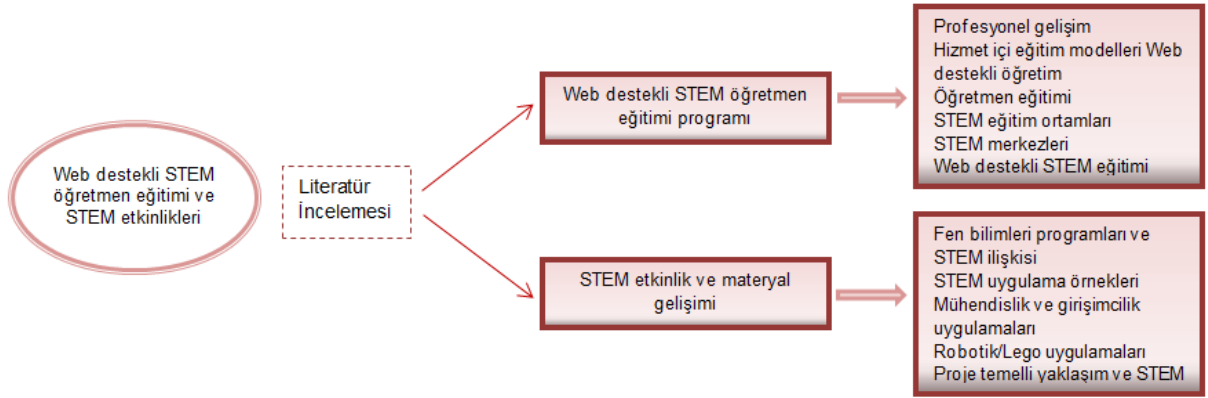 Web destekli STEM
öğretmen eğitimi ve
STEM etkinlikleri
Literatür
İncelemesi
Web destekli STEM öğretmen
eğitimi programı
Profesyonel gelişim
Hizmet içi eğitim modelleri Web
destekli öğretim
Öğretmen eğitimi
STEM eğitim ortamları
STEM merkezleri
Web destekli STEM eğitimi
STEM etkinlik ve materyal
gelişimi
Fen bilimleri programları ve
STEM ilişkisi
STEM uygulama örnekleri
Mühendislik ve girişimcilik
uygulamaları
Robotik/Lego uygulamaları
Proje temelli yaklaşım ve STEM